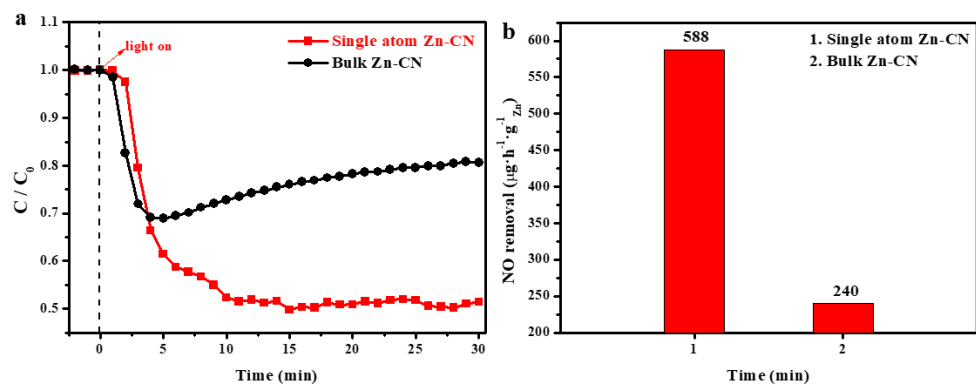 a
1.1
1.0
0.9
0.8
0.7
0.6
0.5
C / C₀
light on
Single atom Zn-CN
Bulk Zn-CN
0
5
10
15
20
25
30
Time (min)
b
600
550
500
450
400
350
300
250
200
NO removal (μg·h⁻¹·g⁻¹Zn)
588
240
1. Single atom Zn-CN
2. Bulk Zn-CN
1
2
Time (min)